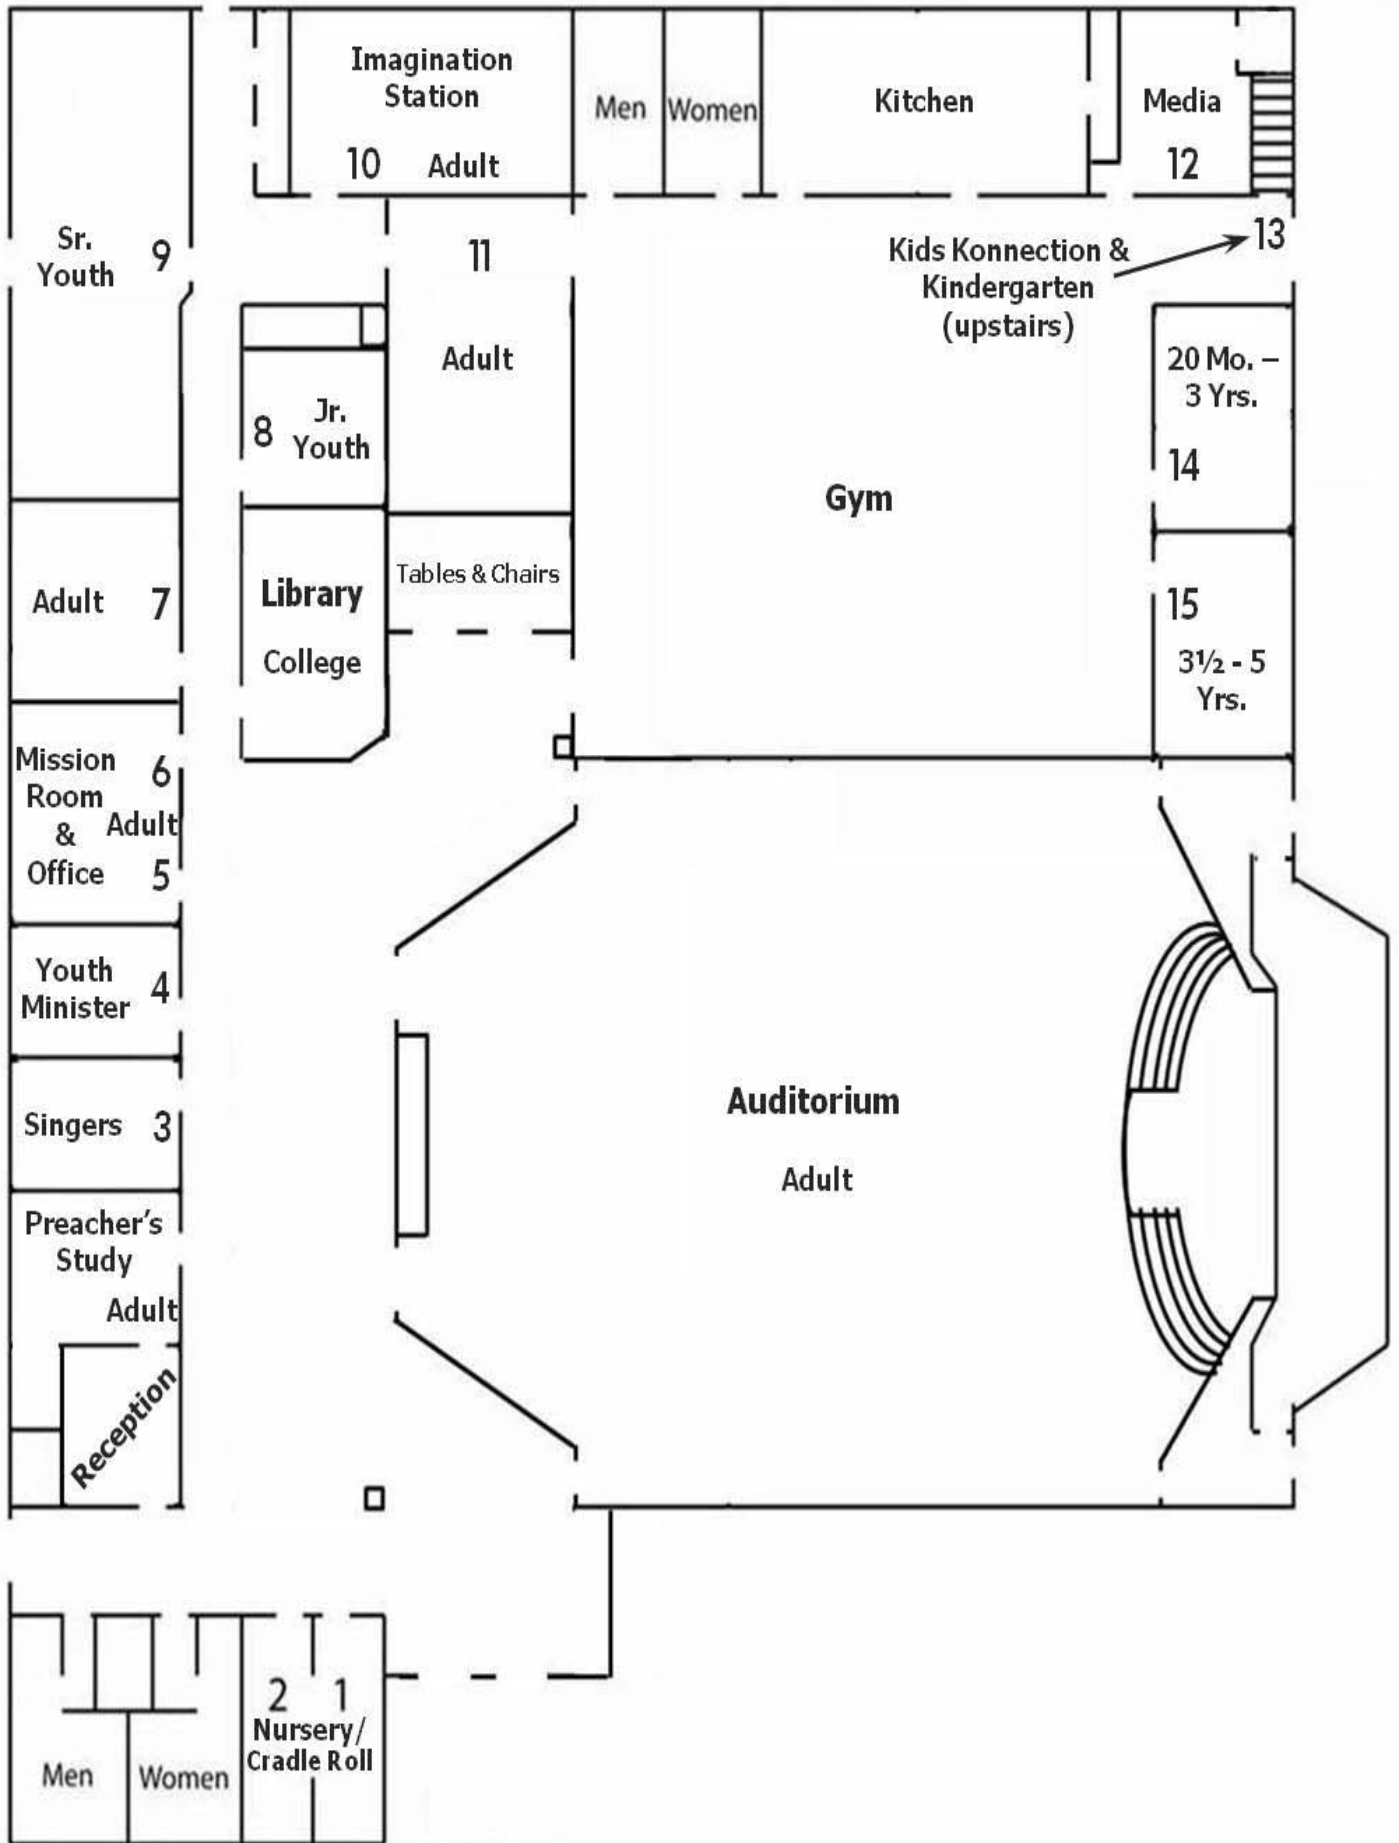 Imagination
Station
10 Adult
Men
Women
Kitchen
Media
12
Sr.
Youth 9
11
Adult
Kids Konnection &
Kindergarten
(upstairs)
13
20 Mo. –
3 Yrs.
14
8 Jr.
Youth
Gym
Adult 7
Library
College
Tables & Chairs
15
3½ - 5
Yrs.
Mission 6
Room
& Adult
Office 5
Youth
Minister 4
Singers 3
Auditorium
Adult
Preacher’s
Study
Adult
Reception
2 1
Nursery/
Cradle Roll
Men
Women